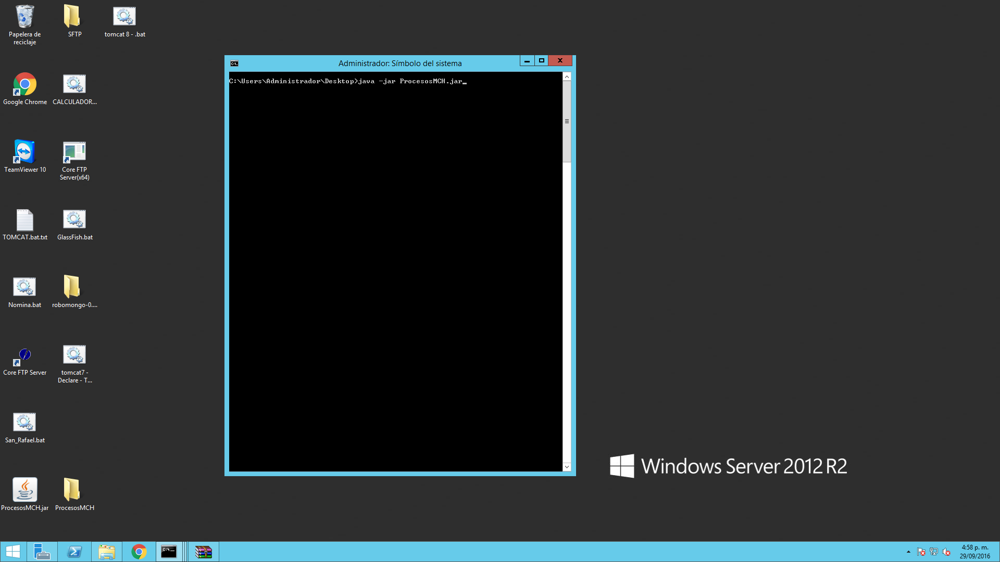 Papelera de
reciclaje
SFTP
tomcat 8 - .bat
Google Chrome
CALCULADOR...
TeamViewer 10
Core FTP
Server(x64)
TOMCAT.bat.txt
GlassFish.bat
Nomina.bat
robomongo-0....
Core FTP Server
tomcat7 -
Declare - T...
San_Rafael.bat
ProcesosMCH.jar
ProcesosMCH
Administrador: Símbolo del sistema
C:\Users\Administrador\Desktop>java -jar ProcesosMCH.jar_
Windows Server 2012 R2
4:58 p. m.
29/09/2016